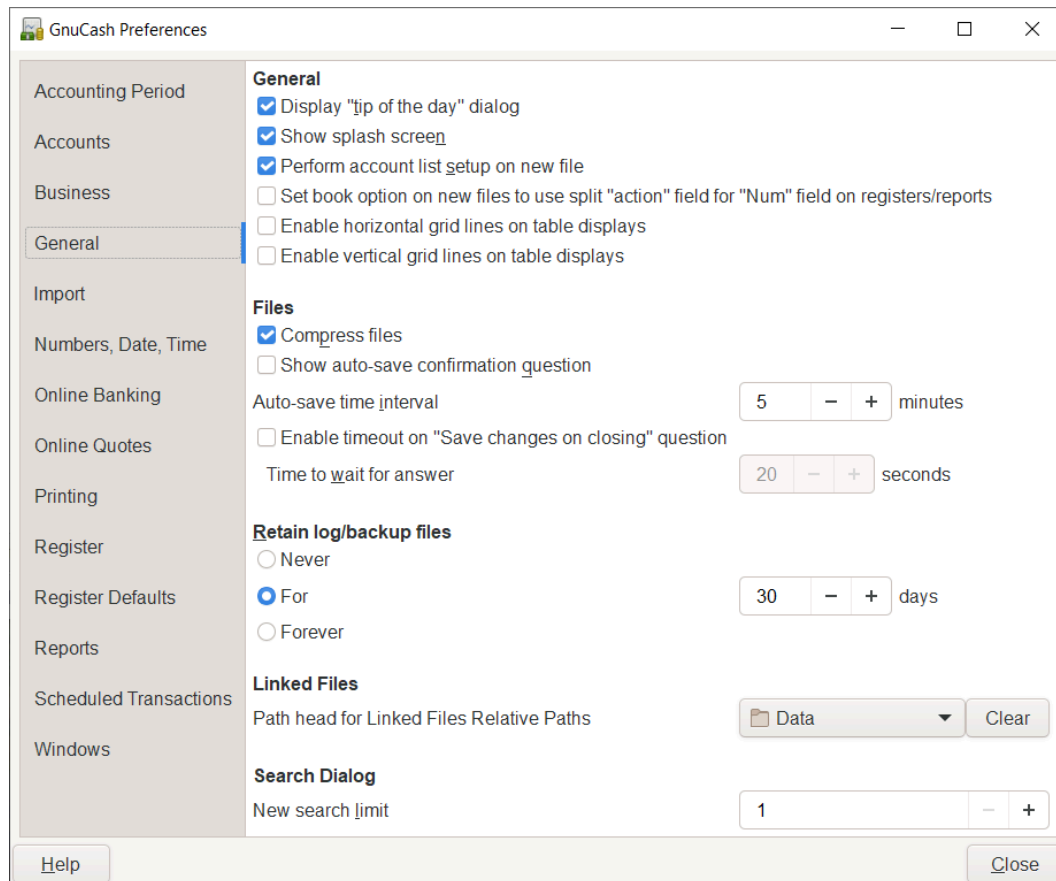 GnuCash Preferences
Accounting Period
Accounts
Business
General
Import
Numbers, Date, Time
Online Banking
Online Quotes
Printing
Register
Register Defaults
Reports
Scheduled Transactions
Windows
General
Display "tip of the day" dialog
Show splash screen
Perform account list setup on new file
Set book option on new files to use split "action" field for "Num" field on registers/reports
Enable horizontal grid lines on table displays
Enable vertical grid lines on table displays
Files
Compress files
Show auto-save confirmation question
Auto-save time interval 5 − + minutes
Enable timeout on "Save changes on closing" question
Time to wait for answer 20 − + seconds
Retain log/backup files
Never
For 30 − + days
Forever
Linked Files
Path head for Linked Files Relative Paths Data Clear
Search Dialog
New search limit 1 − +
Help Close